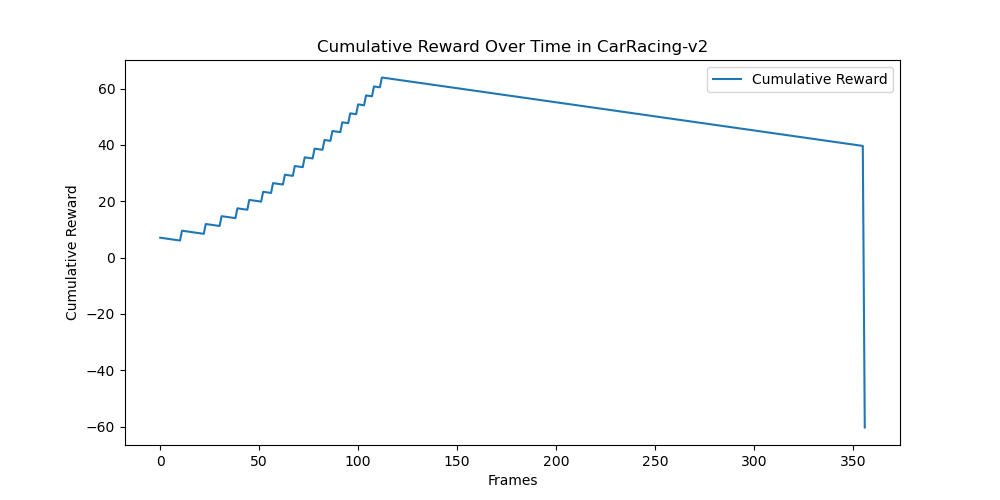 Cumulative Reward Over Time in CarRacing-v2
Cumulative Reward
Cumulative Reward
60
40
20
0
−20
−40
−60
0 50 100 150 200 250 300 350
Frames